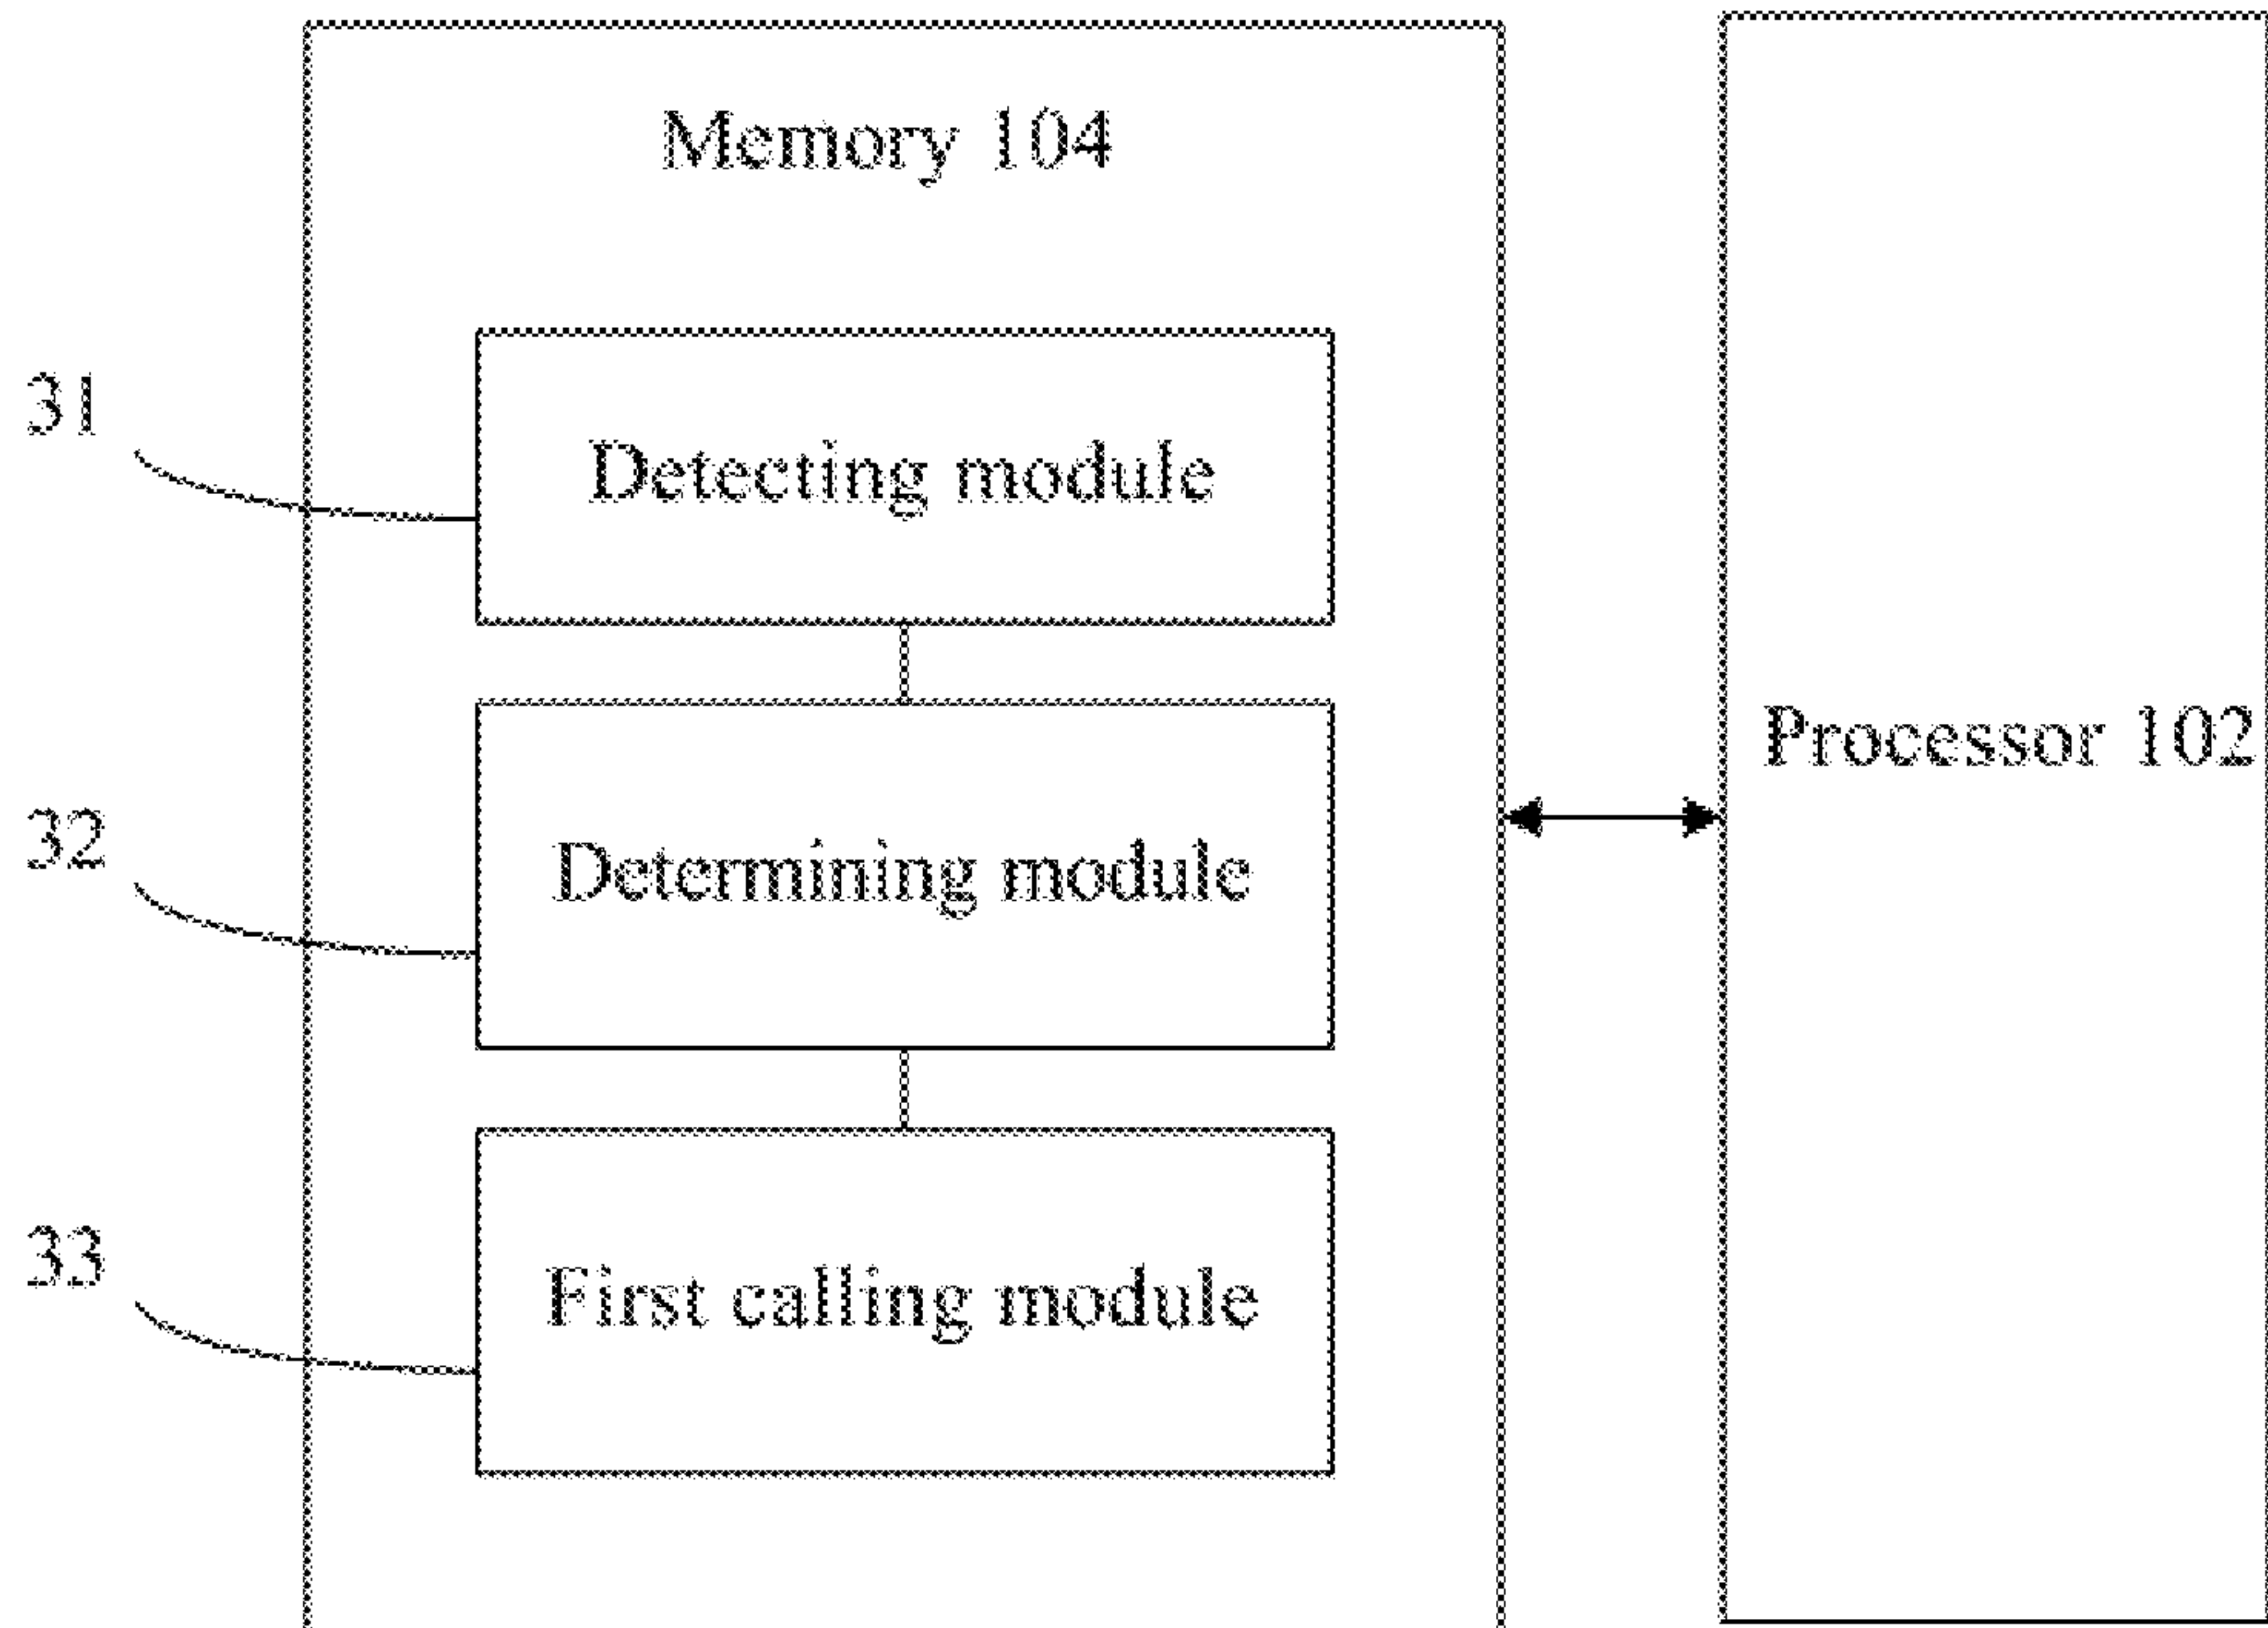 Memory 104
31
Detecting module
32
Determining module
Processor 102
33
First calling module